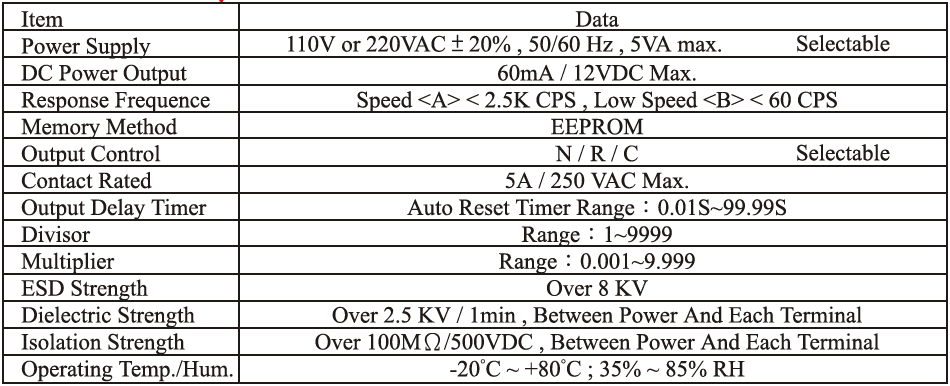 Item Data
Power Supply 110V or 220VAC ± 20% , 50/60 Hz , 5VA max. Selectable
DC Power Output 60mA / 12VDC Max.
Response Frequence Speed <A> < 2.5K CPS , Low Speed <B> < 60 CPS
Memory Method EEPROM
Output Control N / R / C Selectable
Contact Rated 5A / 250 VAC Max.
Output Delay Timer Auto Reset Timer Range：0.01S~99.99S
Divisor Range：1~9999
Multiplier Range：0.001~9.999
ESD Strength Over 8 KV
Dielectric Strength Over 2.5 KV / 1min , Between Power And Each Terminal
Isolation Strength Over 100MΩ/500VDC , Between Power And Each Terminal
Operating Temp./Hum. -20°C ~ +80°C ; 35% ~ 85% RH